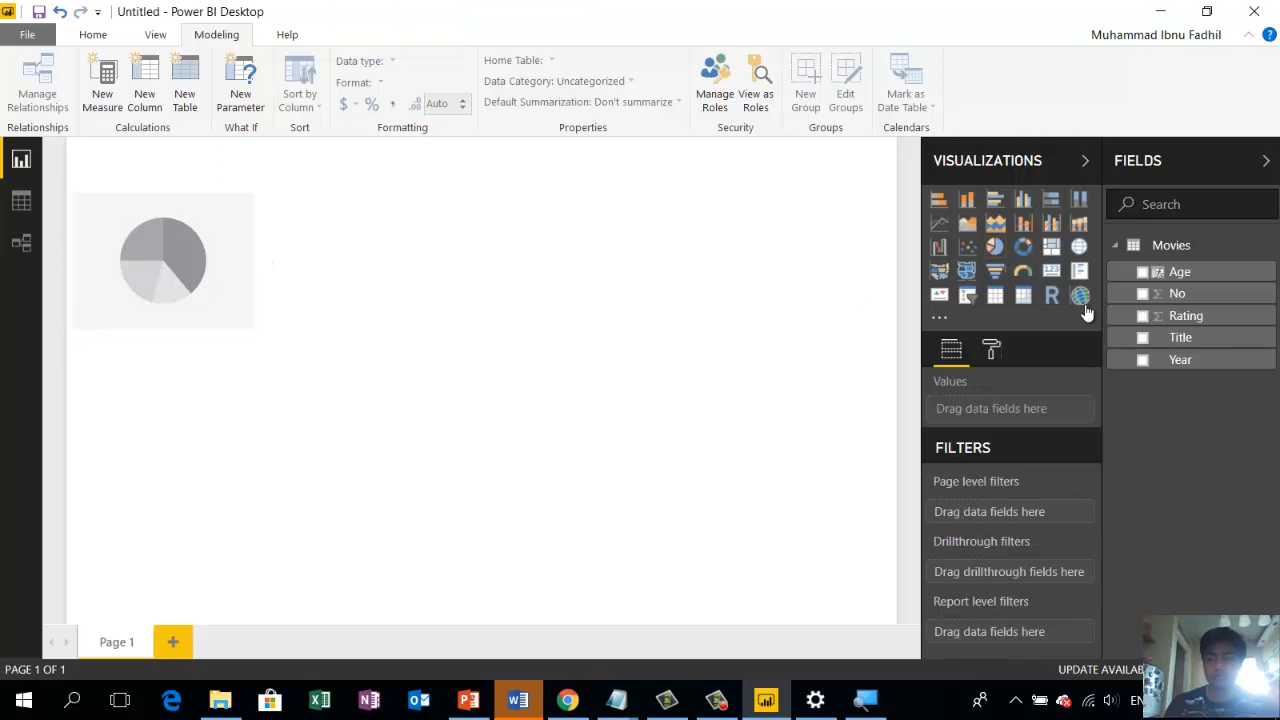 Untitled - Power BI Desktop
File
Home
View
Modeling
Help
Muhammad Ibnu Fadhil
Manage
Relationships
Relationships
New
Measure
New
Column
New
Table
Calculations
New
Parameter
What If
Sort by
Column
Sort
Data type:
Format:
$ % , Auto
Formatting
Home Table:
Data Category: Uncategorized
Default Summarization: Don't summarize
Properties
Manage
Roles
View as
Roles
Security
New
Group
Edit
Groups
Groups
Mark as
Date Table
Calendars
VISUALIZATIONS
123
R
...
Values
Drag data fields here
FILTERS
Page level filters
Drag data fields here
Drillthrough filters
Drag drillthrough fields here
Report level filters
Drag data fields here
FIELDS
Search
Movies
Age
Σ No
Σ Rating
Title
Year
Page 1
PAGE 1 OF 1
UPDATE AVAILAB
EN